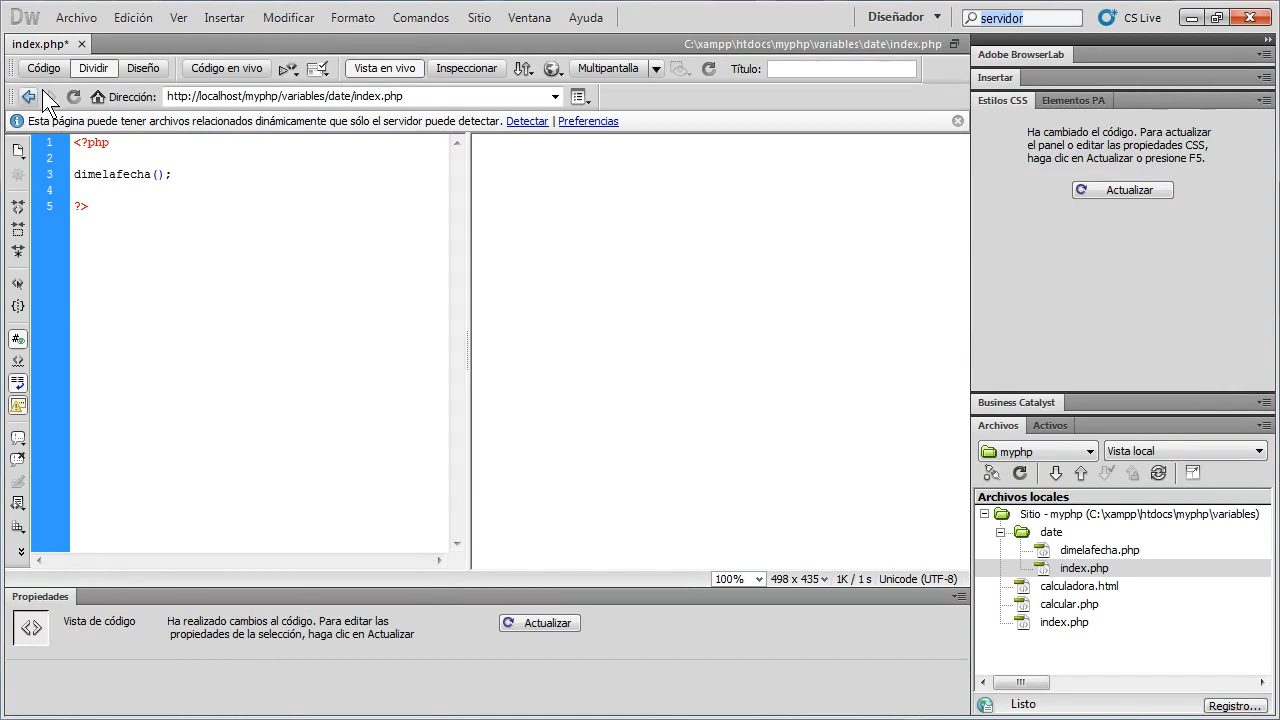 Dw Archivo Edición Ver Insertar Modificar Formato Comandos Sitio Ventana Ayuda Diseñador servidor CS Live
index.php* C:\xampp\htdocs\myphp\variables\date\index.php
Código Dividir Diseño Código en vivo Vista en vivo Inspeccionar Multipantalla Título:
Dirección: http://localhost/myphp/variables/date/index.php
Esta página puede tener archivos relacionados dinámicamente que sólo el servidor puede detectar. Detectar | Preferencias
1 <?php
2
3 dimelafecha();
4
5 ?>
100% 498 x 435 1K / 1 s Unicode (UTF-8)
Propiedades
Vista de código
Ha realizado cambios al código. Para editar las
propiedades de la selección, haga clic en Actualizar
Actualizar
Adobe BrowserLab
Insertar
Estilos CSS Elementos PA
Ha cambiado el código. Para actualizar
el panel o editar las propiedades CSS,
haga clic en Actualizar o presione F5.
Actualizar
Business Catalyst
Archivos Activos
myphp Vista local
Archivos locales
Sitio - myphp (C:\xampp\htdocs\myphp\variables)
date
dimelafecha.php
index.php
calculadora.html
calcular.php
index.php
Listo Registro...